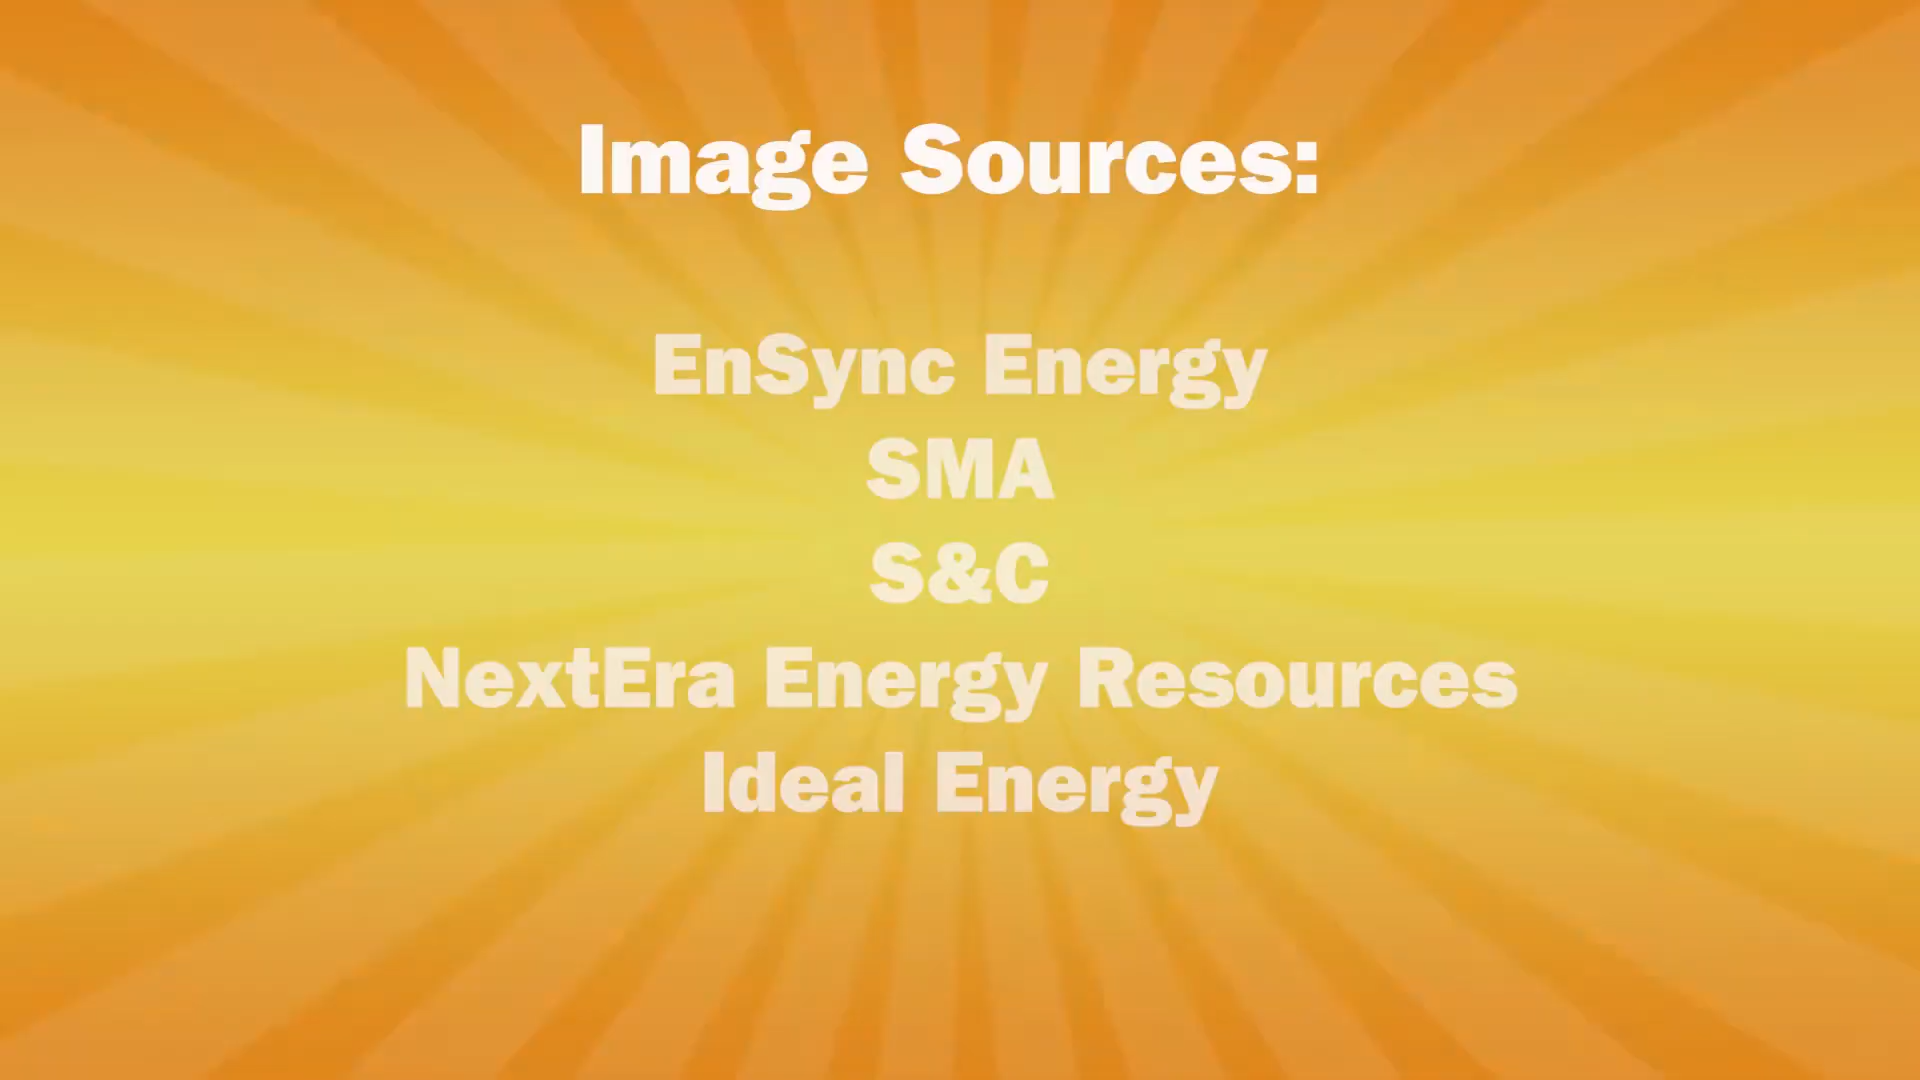 Image Sources:
EnSync Energy
SMA
S&C
NextEra Energy Resources
Ideal Energy